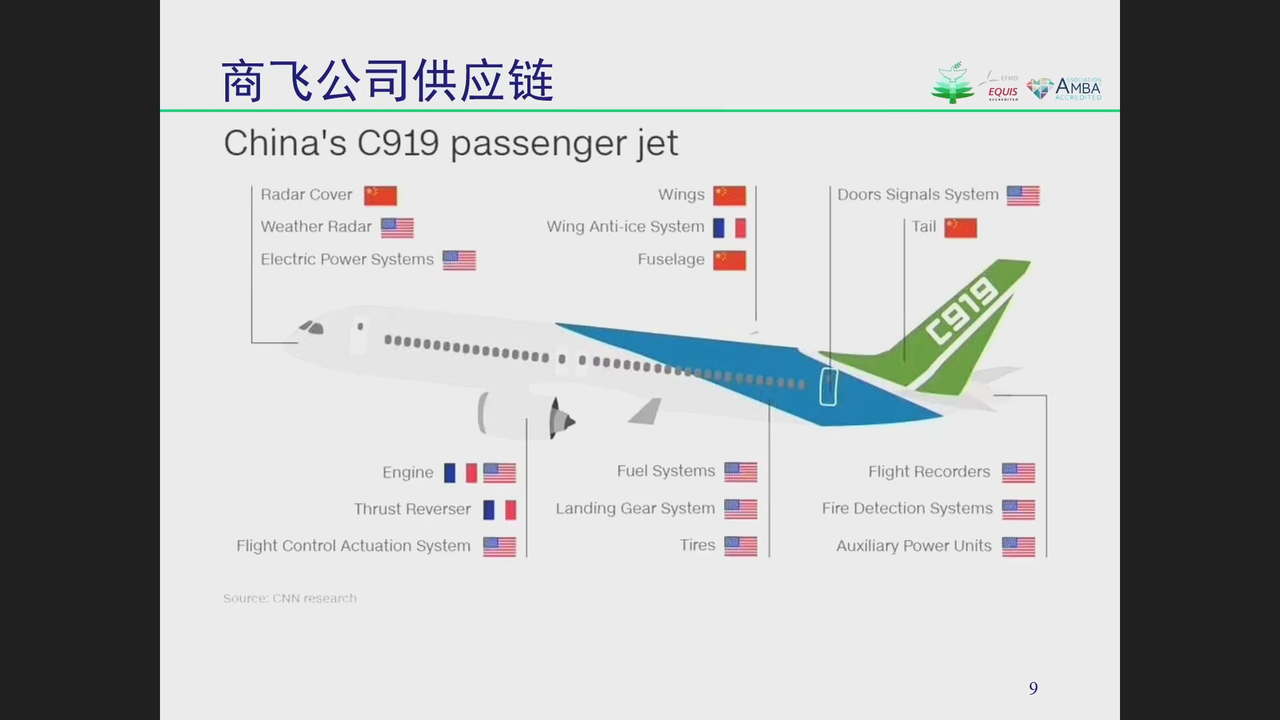 商飞公司供应链
EFMD
EQUIS
ACCREDITED
ASSOCIATION
AMBA
ACCREDITED
China's C919 passenger jet
Radar Cover
Weather Radar
Electric Power Systems
Wings
Wing Anti-ice System
Fuselage
Doors Signals System
Tail
C919
Engine
Thrust Reverser
Flight Control Actuation System
Fuel Systems
Landing Gear System
Tires
Flight Recorders
Fire Detection Systems
Auxiliary Power Units
Source: CNN research
9